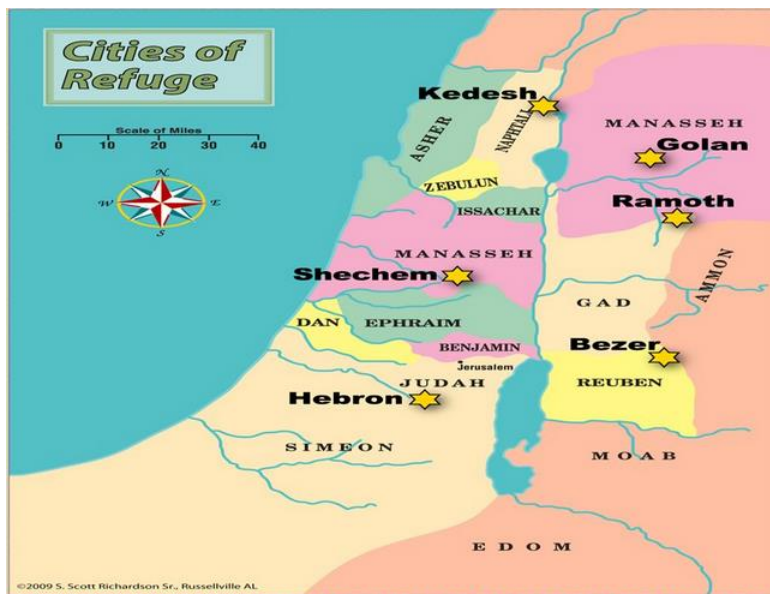 Cities of
Refuge
Scale of Miles
0 10 20 30 40
N
W E
S
Kedesh
ASHER
NAPHTALI
MANASSEH
Golan
ZEBULUN
ISSACHAR
Ramoth
MANASSEH
Shechem
AMMON
GAD
DAN
EPHRAIM
BENJAMIN
Bezer
Jerusalem
JUDAH
REUBEN
Hebron
SIMEON
MOAB
EDOM
©2009 S. Scott Richardson Sr., Russellville AL